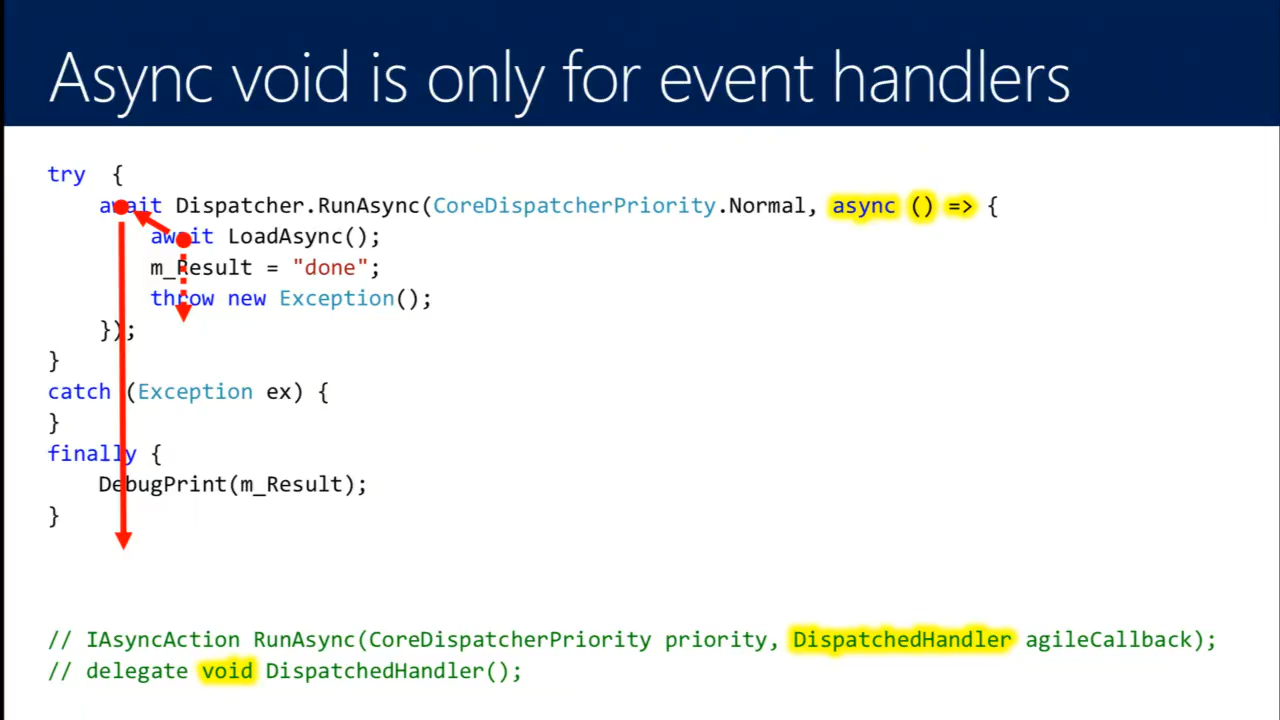 Async void is only for event handlers
try  {
    await Dispatcher.RunAsync(CoreDispatcherPriority.Normal, async () => {
        await LoadAsync();
        m_Result = "done";
        throw new Exception();
    });
}
catch (Exception ex) {
}
finally {
    DebugPrint(m_Result);
}
// IAsyncAction RunAsync(CoreDispatcherPriority priority, DispatchedHandler agileCallback);
// delegate void DispatchedHandler();